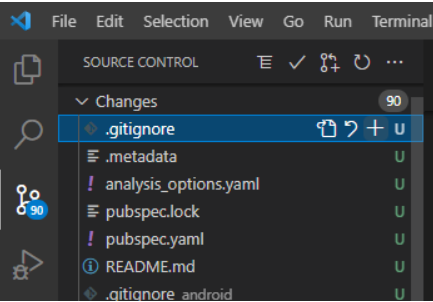 File Edit Selection View Go Run Terminal
SOURCE CONTROL
Changes 90
.gitignore U
.metadata U
! analysis_options.yaml U
pubspec.lock U
! pubspec.yaml U
README.md U
.gitignore android U
90